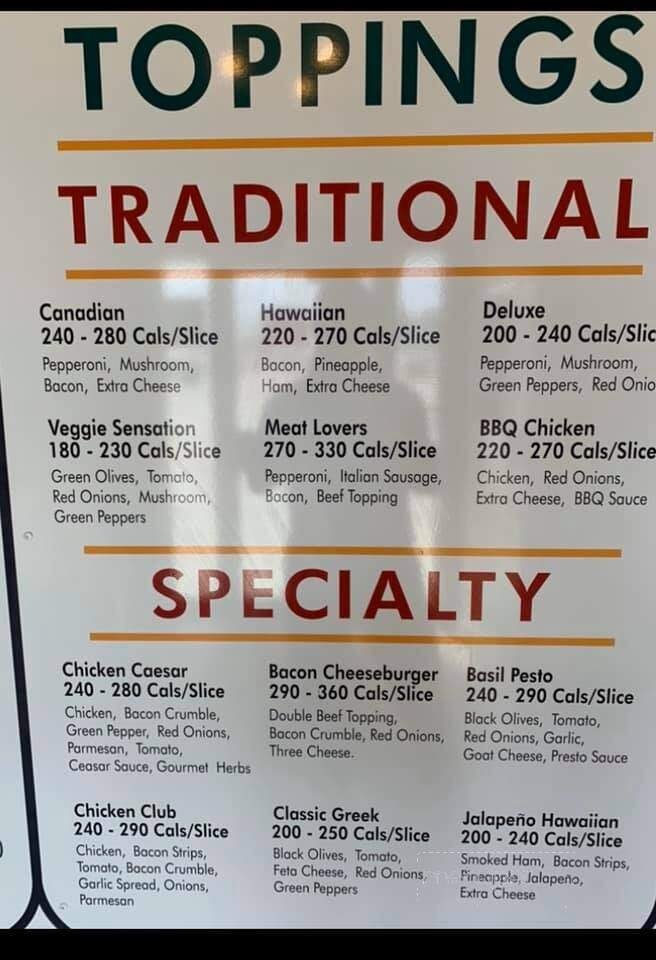 TOPPINGS
TRADITIONAL
Canadian
240 - 280 Cals/Slice
Pepperoni, Mushroom,
Bacon, Extra Cheese
Hawaiian
220 - 270 Cals/Slice
Bacon, Pineapple,
Ham, Extra Cheese
Deluxe
200 - 240 Cals/Slic
Pepperoni, Mushroom,
Green Peppers, Red Onio
Veggie Sensation
180 - 230 Cals/Slice
Green Olives, Tomato,
Red Onions, Mushroom,
Green Peppers
Meat Lovers
270 - 330 Cals/Slice
Pepperoni, Italian Sausage,
Bacon, Beef Topping
BBQ Chicken
220 - 270 Cals/Slice
Chicken, Red Onions,
Extra Cheese, BBQ Sauce
SPECIALTY
Chicken Caesar
240 - 280 Cals/Slice
Chicken, Bacon Crumble,
Green Pepper, Red Onions,
Parmesan, Tomato,
Ceasar Sauce, Gourmet Herbs
Bacon Cheeseburger
290 - 360 Cals/Slice
Double Beef Topping,
Bacon Crumble, Red Onions,
Three Cheese.
Basil Pesto
240 - 290 Cals/Slice
Black Olives, Tomato,
Red Onions, Garlic,
Goat Cheese, Presto Sauce
Chicken Club
240 - 290 Cals/Slice
Chicken, Bacon Strips,
Tomato, Bacon Crumble,
Garlic Spread, Onions,
Parmesan
Classic Greek
200 - 250 Cals/Slice
Black Olives, Tomato,
Feta Cheese, Red Onions,
Green Peppers
Jalapeño Hawaiian
200 - 240 Cals/Slice
Smoked Ham, Bacon Strips,
Pineapple, Jalapeño,
Extra Cheese